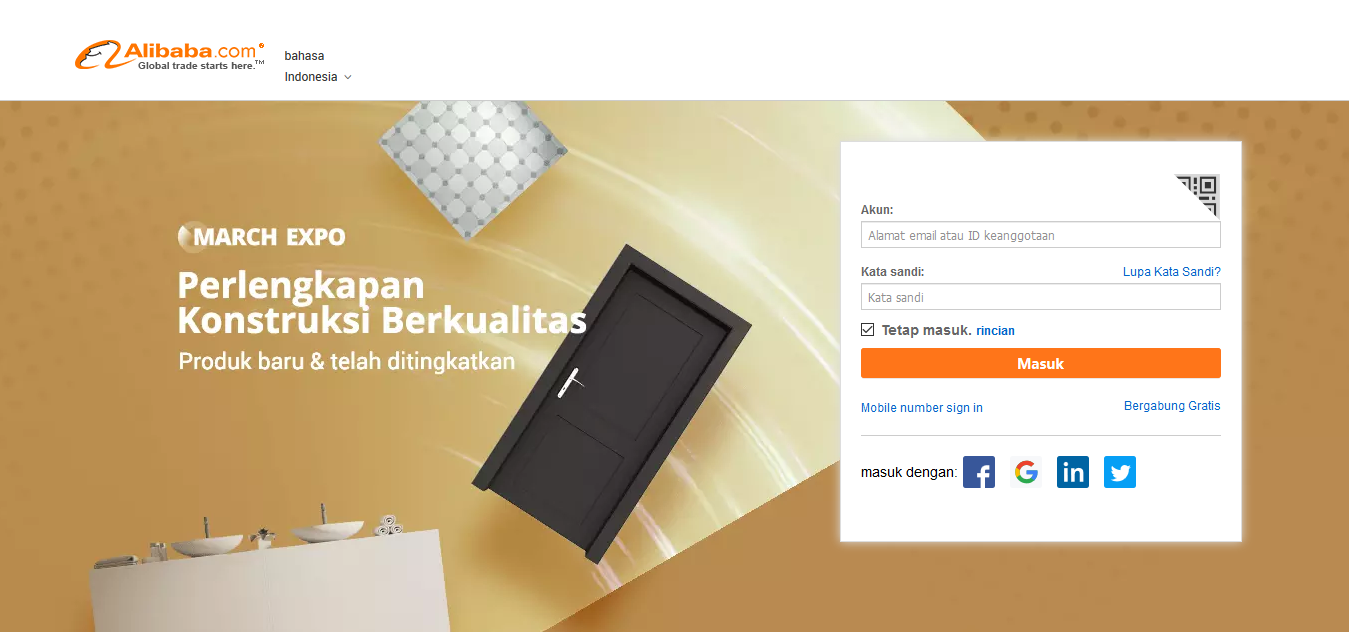 Alibaba.com®
Global trade starts here.™
bahasa
Indonesia
MARCH EXPO
Perlengkapan
Konstruksi Berkualitas
Produk baru & telah ditingkatkan
Akun:
Alamat email atau ID keanggotaan
Kata sandi:
Lupa Kata Sandi?
Kata sandi
Tetap masuk. rincian
Masuk
Mobile number sign in
Bergabung Gratis
masuk dengan: